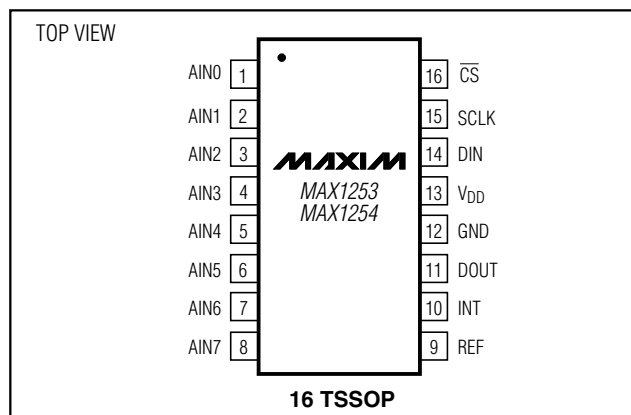 TOP VIEW
AIN0 1 16 C̅S̅
AIN1 2 15 SCLK
AIN2 3 MAXIM 14 DIN
AIN3 4 MAX1253 13 VDD
MAX1254
AIN4 5 12 GND
AIN5 6 11 DOUT
AIN6 7 10 INT
AIN7 8 9 REF
16 TSSOP